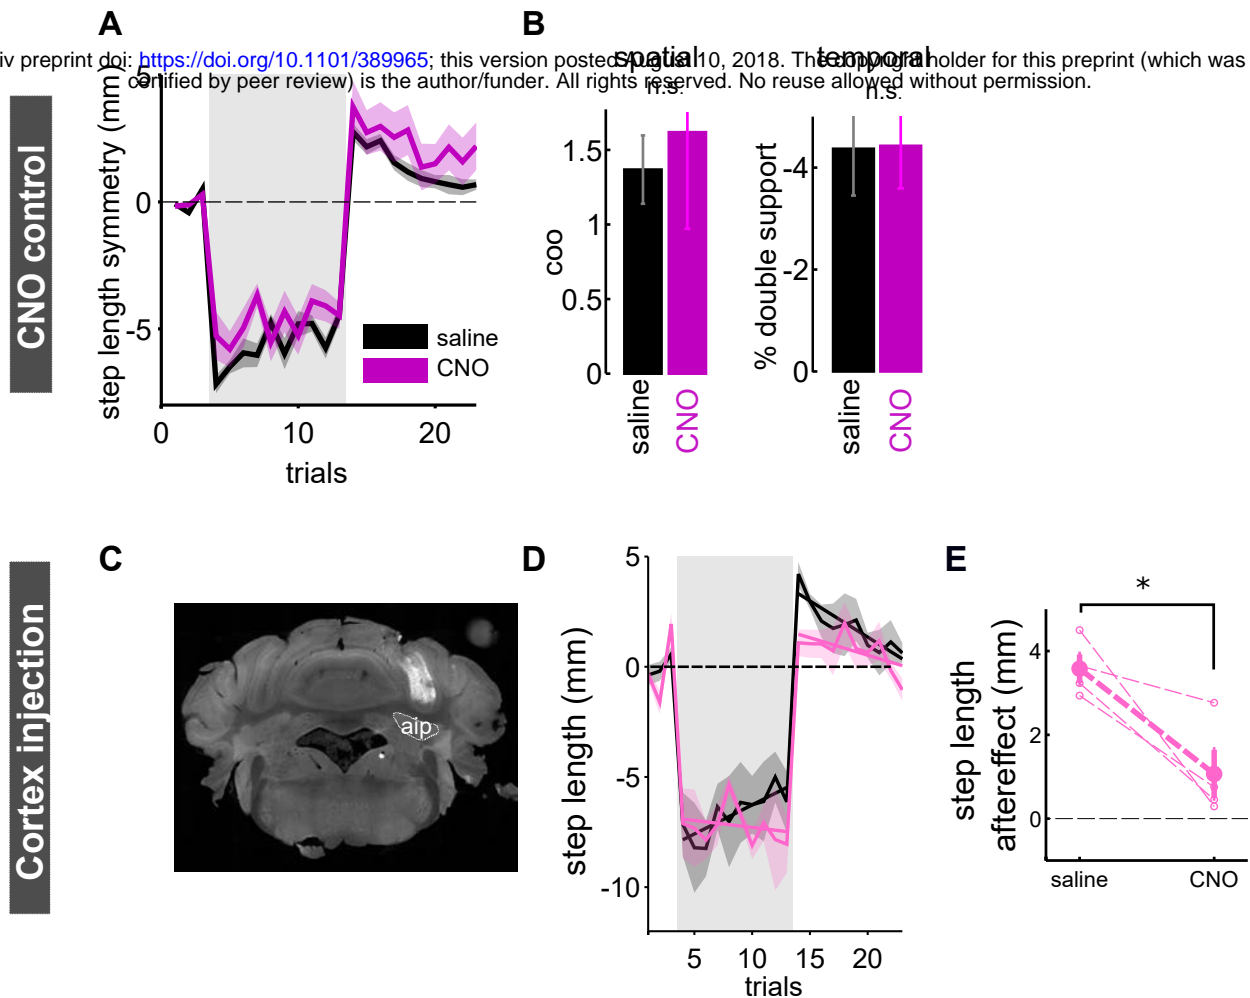 A
B
iv preprint doi: https://doi.org/10.1101/389965; this version posted August 10, 2018. The copyright holder for this preprint (which was
certified by peer review) is the author/funder. All rights reserved. No reuse allowed without permission.
CNO control
step length symmetry (mm)
5
0
-5
saline
CNO
0
10
20
trials
spatial
n.s.
coo
1.5
1
0.5
0
saline
CNO
temporal
n.s.
% double support
-4
-2
0
saline
CNO
Cortex injection
C
aip
D
step length (mm)
5
0
-5
-10
5
10
15
20
trials
E
*
step length
aftereffect (mm)
4
2
0
saline
CNO